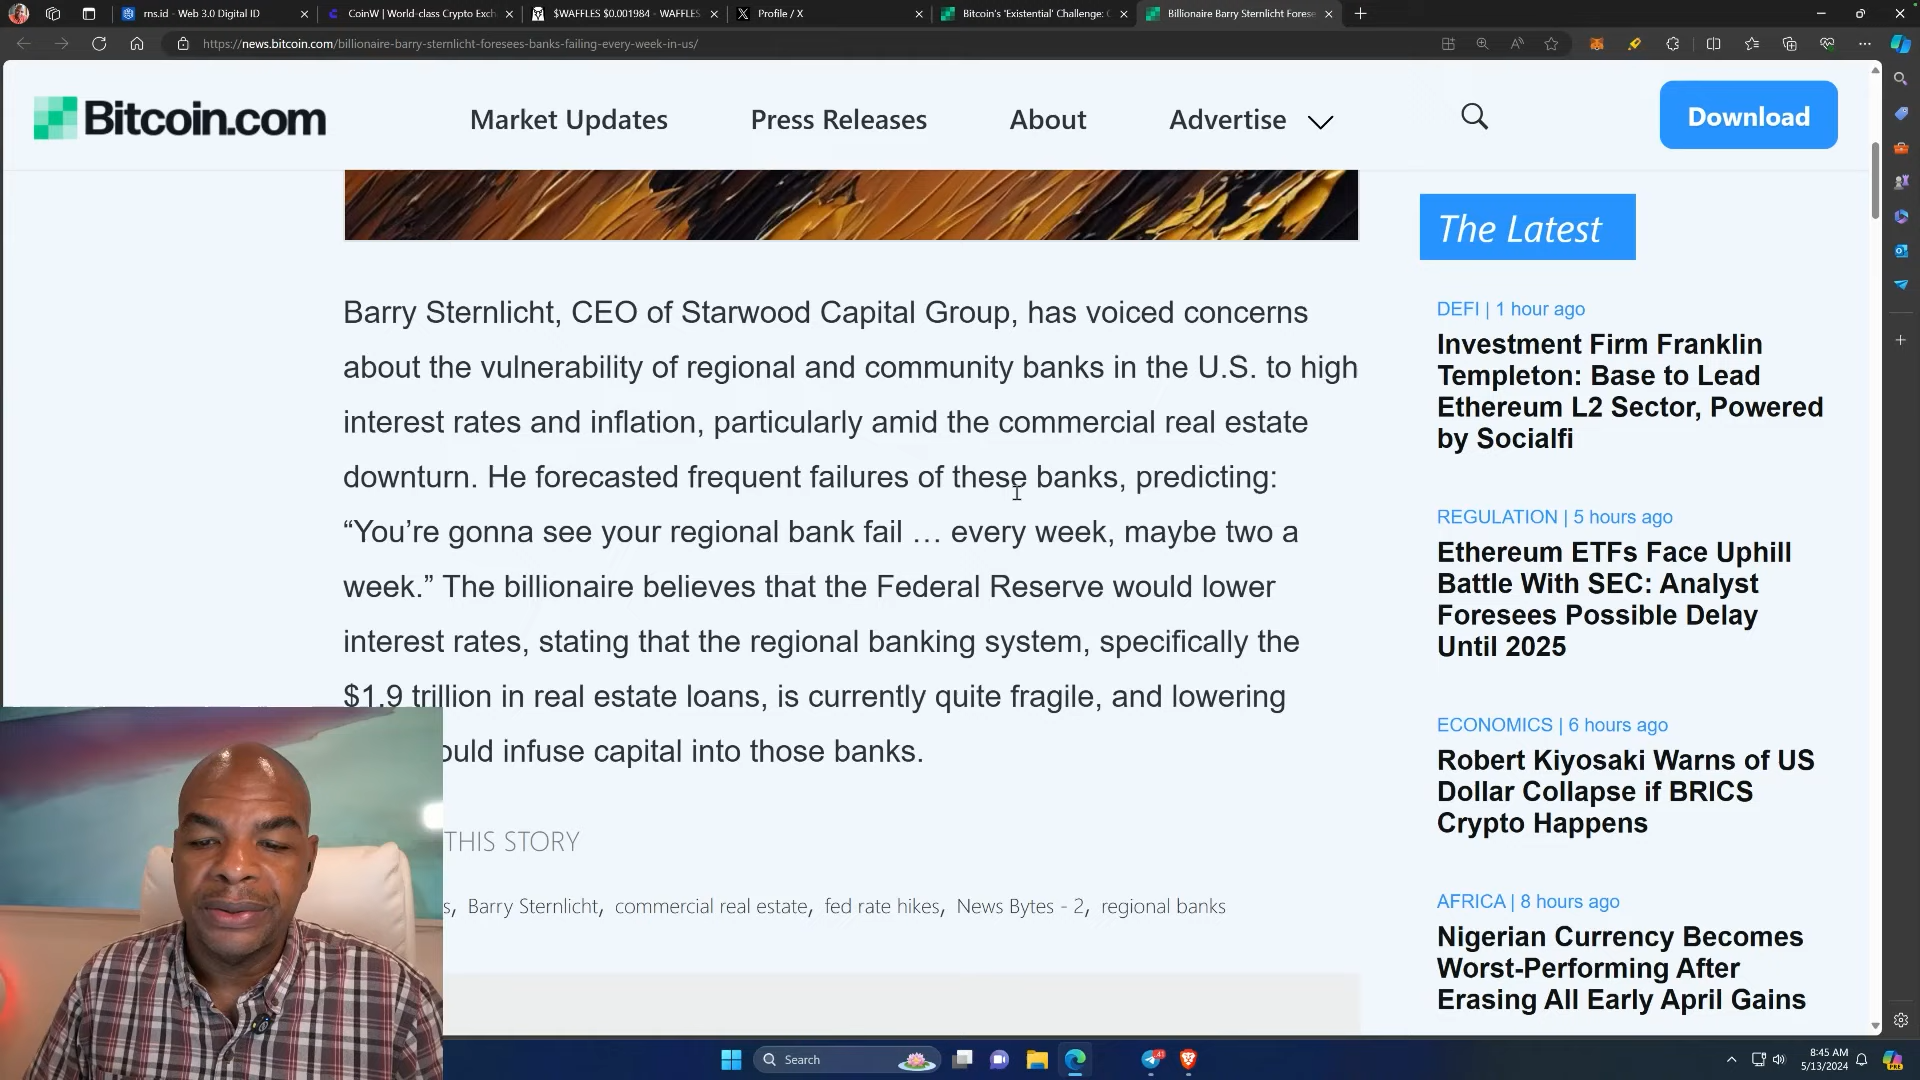 rns.id - Web 3.0 Digital ID
CoinW | World-class Crypto Exch
$WAFFLES $0.001984 - WAFFLES
Profile / X
Bitcoin's 'Existential' Challenge: C
Billionaire Barry Sternlicht Forese
https://news.bitcoin.com/billionaire-barry-sternlicht-foresees-banks-failing-every-week-in-us/
Bitcoin.com
Market Updates
Press Releases
About
Advertise
Download
Barry Sternlicht, CEO of Starwood Capital Group, has voiced concerns
about the vulnerability of regional and community banks in the U.S. to high
interest rates and inflation, particularly amid the commercial real estate
downturn. He forecasted frequent failures of these banks, predicting:
“You’re gonna see your regional bank fail … every week, maybe two a
week.” The billionaire believes that the Federal Reserve would lower
interest rates, stating that the regional banking system, specifically the
$1.9 trillion in real estate loans, is currently quite fragile, and lowering
ould infuse capital into those banks.
THIS STORY
s, Barry Sternlicht, commercial real estate, fed rate hikes, News Bytes - 2, regional banks
The Latest
DEFI | 1 hour ago
Investment Firm Franklin
Templeton: Base to Lead
Ethereum L2 Sector, Powered
by Socialfi
REGULATION | 5 hours ago
Ethereum ETFs Face Uphill
Battle With SEC: Analyst
Foresees Possible Delay
Until 2025
ECONOMICS | 6 hours ago
Robert Kiyosaki Warns of US
Dollar Collapse if BRICS
Crypto Happens
AFRICA | 8 hours ago
Nigerian Currency Becomes
Worst-Performing After
Erasing All Early April Gains
Search
8:45 AM
5/13/2024